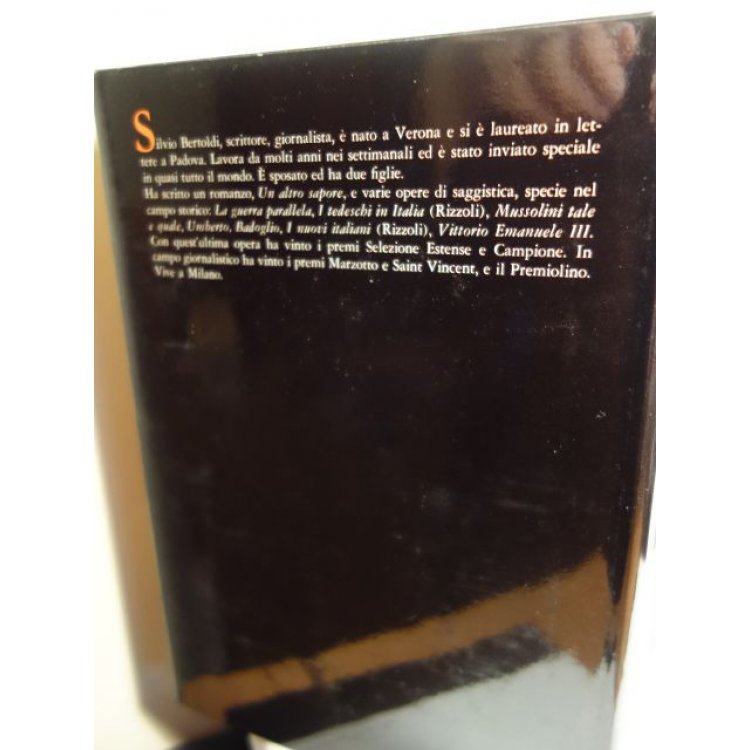 Silvio Bertoldi, scrittore, giornalista, è nato a Verona e si è laureato in let-
tere a Padova. Lavora da molti anni nei settimanali ed è stato inviato speciale
in quasi tutto il mondo. È sposato ed ha due figlie.
Ha scritto un romanzo, Un altro sapore, e varie opere di saggistica, specie nel
campo storico: La guerra parallela, I tedeschi in Italia (Rizzoli), Mussolini tale
e quale, Umberto, Badoglio, I nuovi italiani (Rizzoli), Vittorio Emanuele III.
Con quest'ultima opera ha vinto i premi Selezione Estense e Campione. In
campo giornalistico ha vinto i premi Marzotto e Saint Vincent, e il Premiolino.
Vive a Milano.